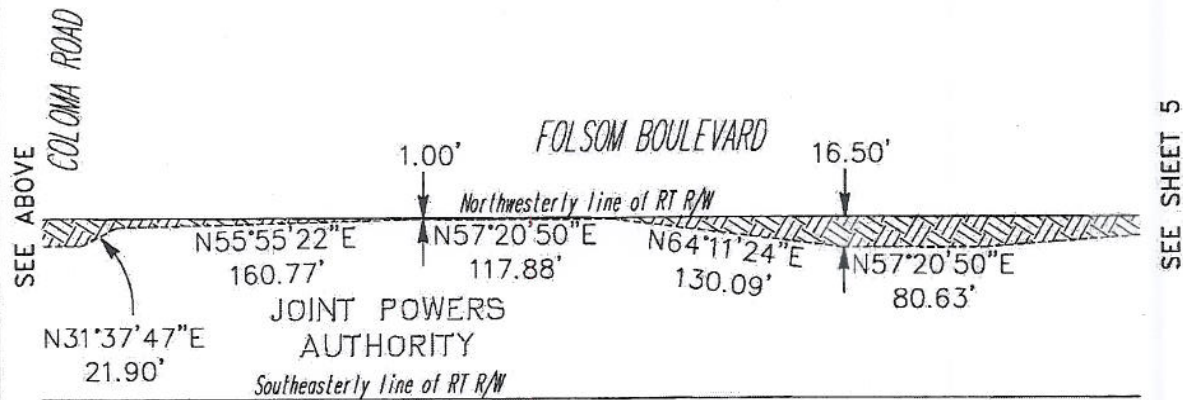 SEE ABOVE
COLOMA ROAD
FOLSOM BOULEVARD
1.00'
16.50'
SEE SHEET 5
Northwesterly line of RT R/W
N55°55'22"E
160.77'
N57°20'50"E
117.88'
N64°11'24"E
130.09'
N57°20'50"E
80.63'
N31°37'47"E
21.90'
JOINT POWERS
AUTHORITY
Southeasterly line of RT R/W